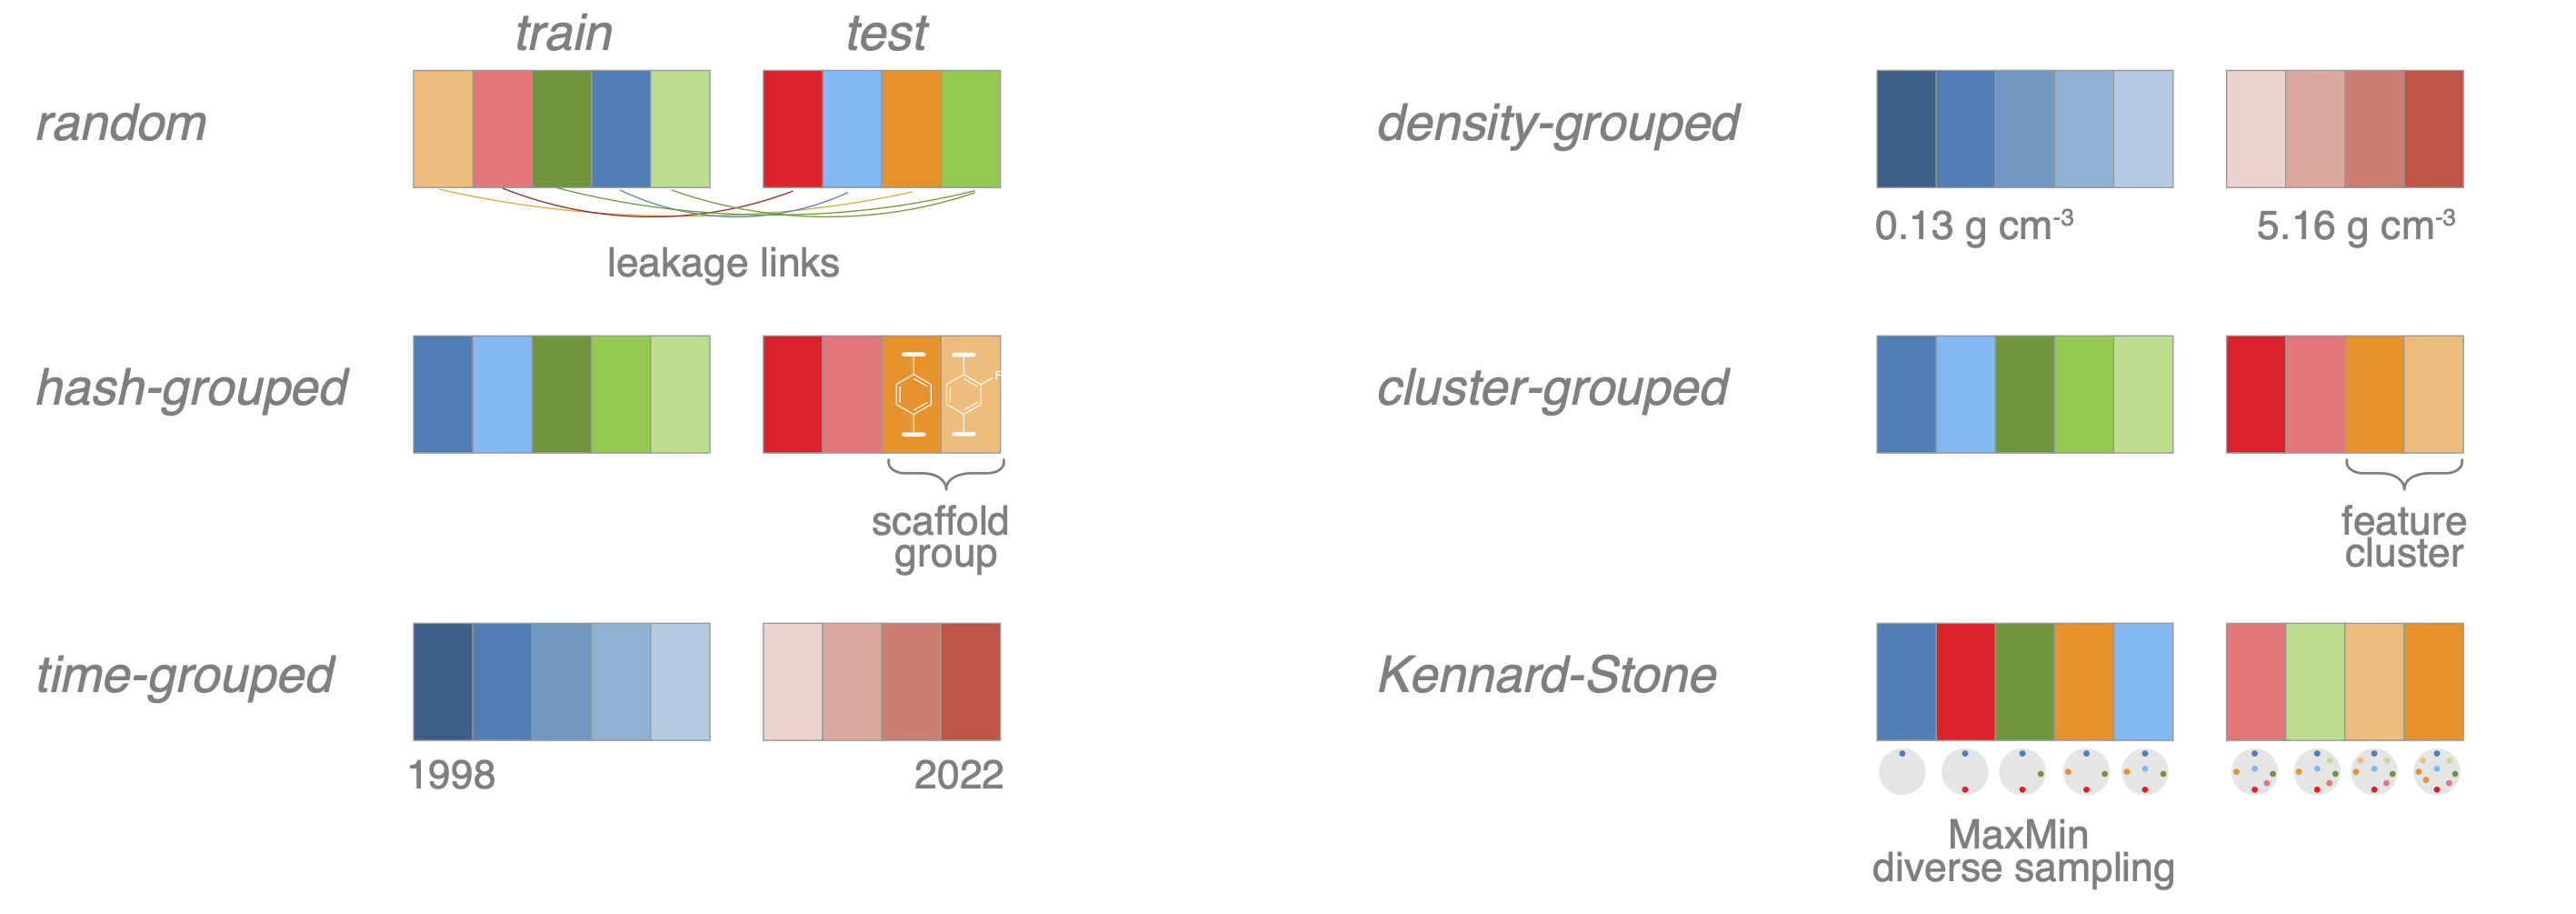 train
test
random
leakage links
hash-grouped
F
scaffold
group
time-grouped
1998
2022
density-grouped
0.13 g cm-3
5.16 g cm-3
cluster-grouped
feature
cluster
Kennard-Stone
MaxMin
diverse sampling